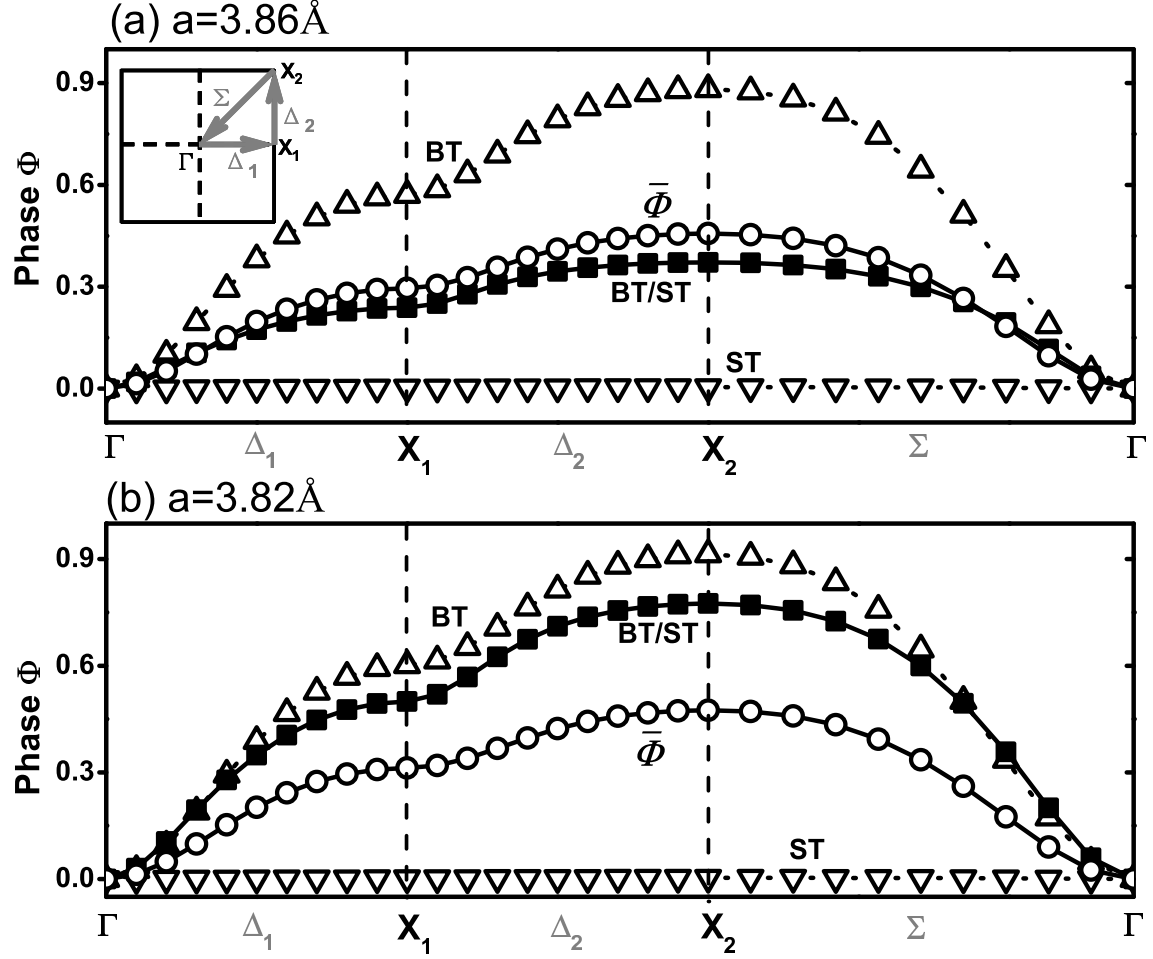 (a) a=3.86Å
Phase Φ
0.9
0.6
0.3
0.0
X₂
Σ
Δ₂
Γ
X₁
Δ₁
BT
Φ̄
BT/ST
ST
Γ Δ₁ X₁ Δ₂ X₂ Σ Γ
(b) a=3.82Å
Phase Φ
0.9
0.6
0.3
0.0
BT
BT/ST
Φ̄
ST
Γ Δ₁ X₁ Δ₂ X₂ Σ Γ